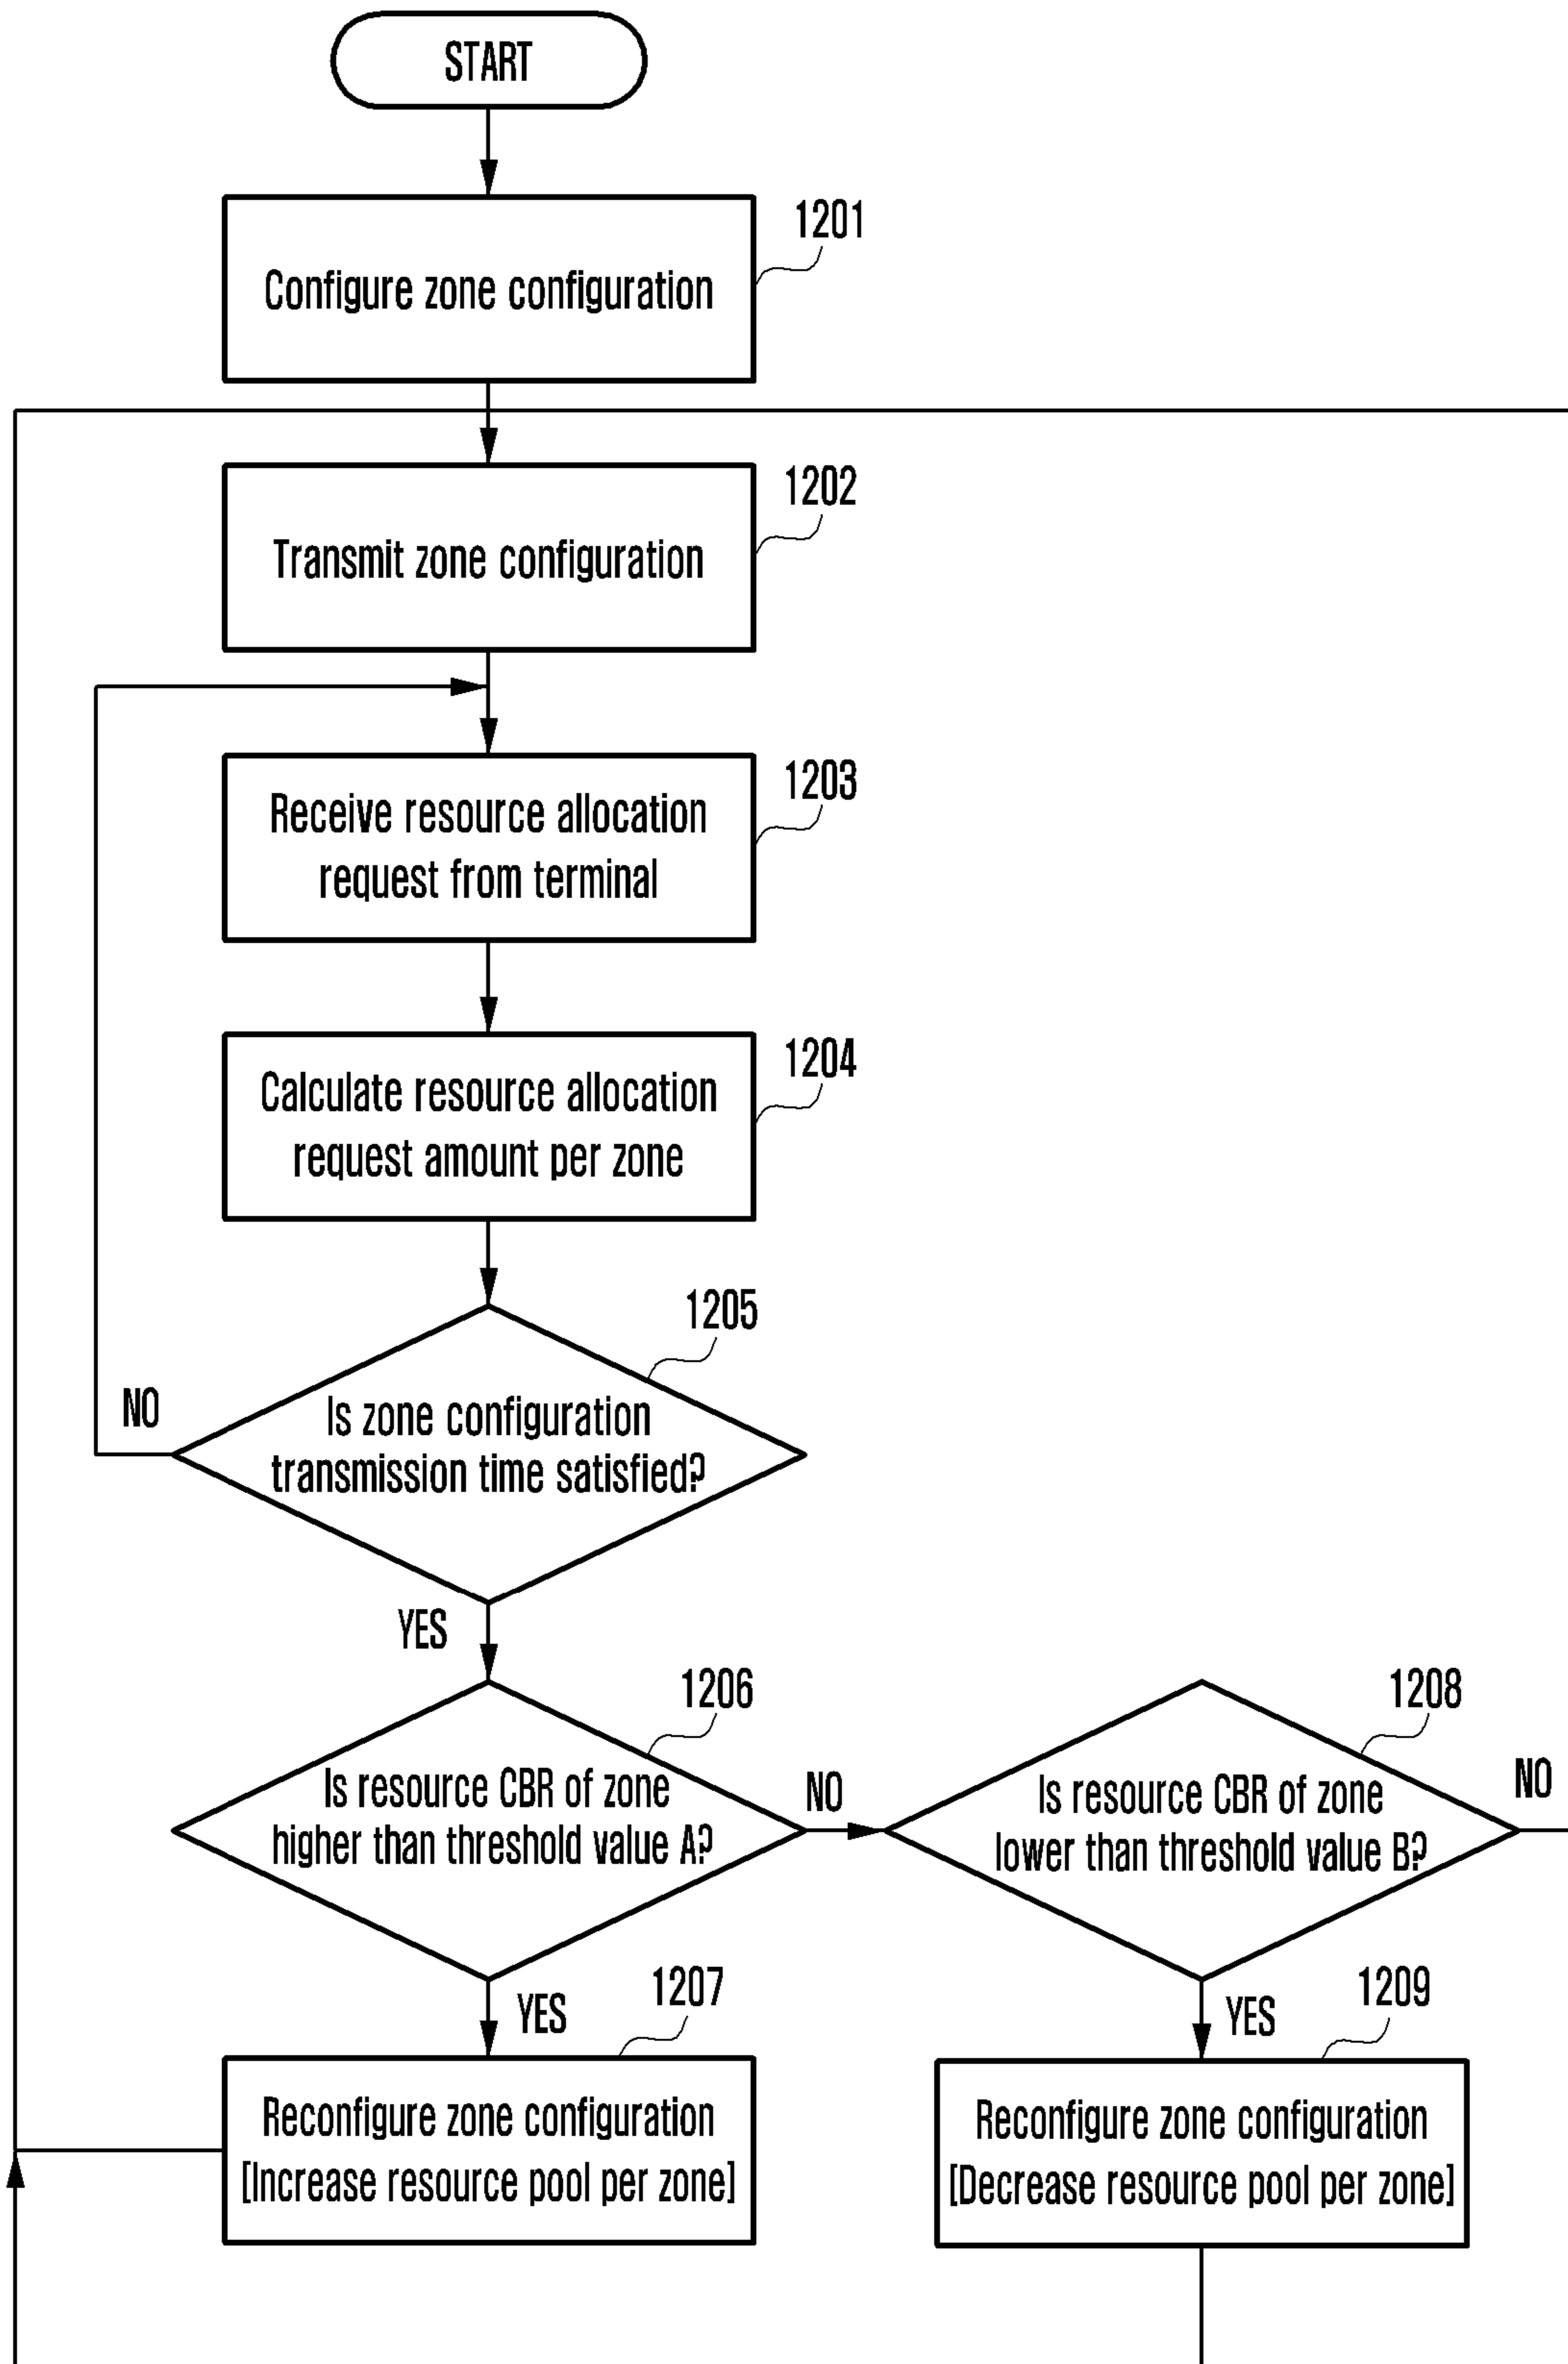 START
1201
Configure zone configuration
1202
Transmit zone configuration
1203
Receive resource allocation
request from terminal
1204
Calculate resource allocation
request amount per zone
1205
NO
Is zone configuration
transmission time satisfied?
YES
1206
Is resource CBR of zone
higher than threshold value A?
NO
1208
Is resource CBR of zone
lower than threshold value B?
NO
YES
1207
Reconfigure zone configuration
[Increase resource pool per zone]
YES
1209
Reconfigure zone configuration
[Decrease resource pool per zone]